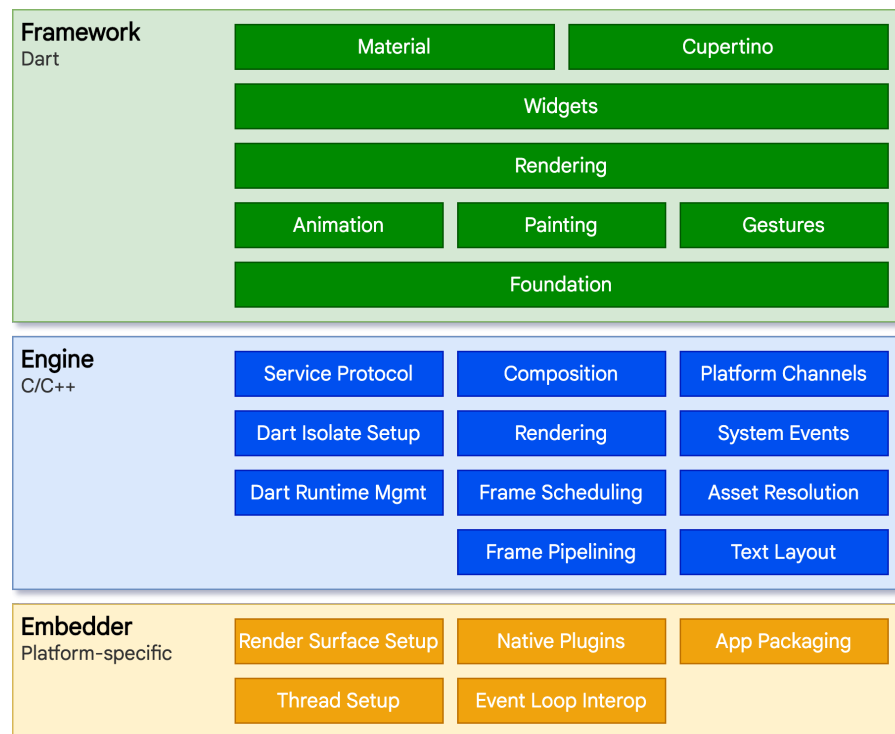 Framework
Dart
Material
Cupertino
Widgets
Rendering
Animation
Painting
Gestures
Foundation
Engine
C/C++
Service Protocol
Composition
Platform Channels
Dart Isolate Setup
Rendering
System Events
Dart Runtime Mgmt
Frame Scheduling
Asset Resolution
Frame Pipelining
Text Layout
Embedder
Platform-specific
Render Surface Setup
Native Plugins
App Packaging
Thread Setup
Event Loop Interop